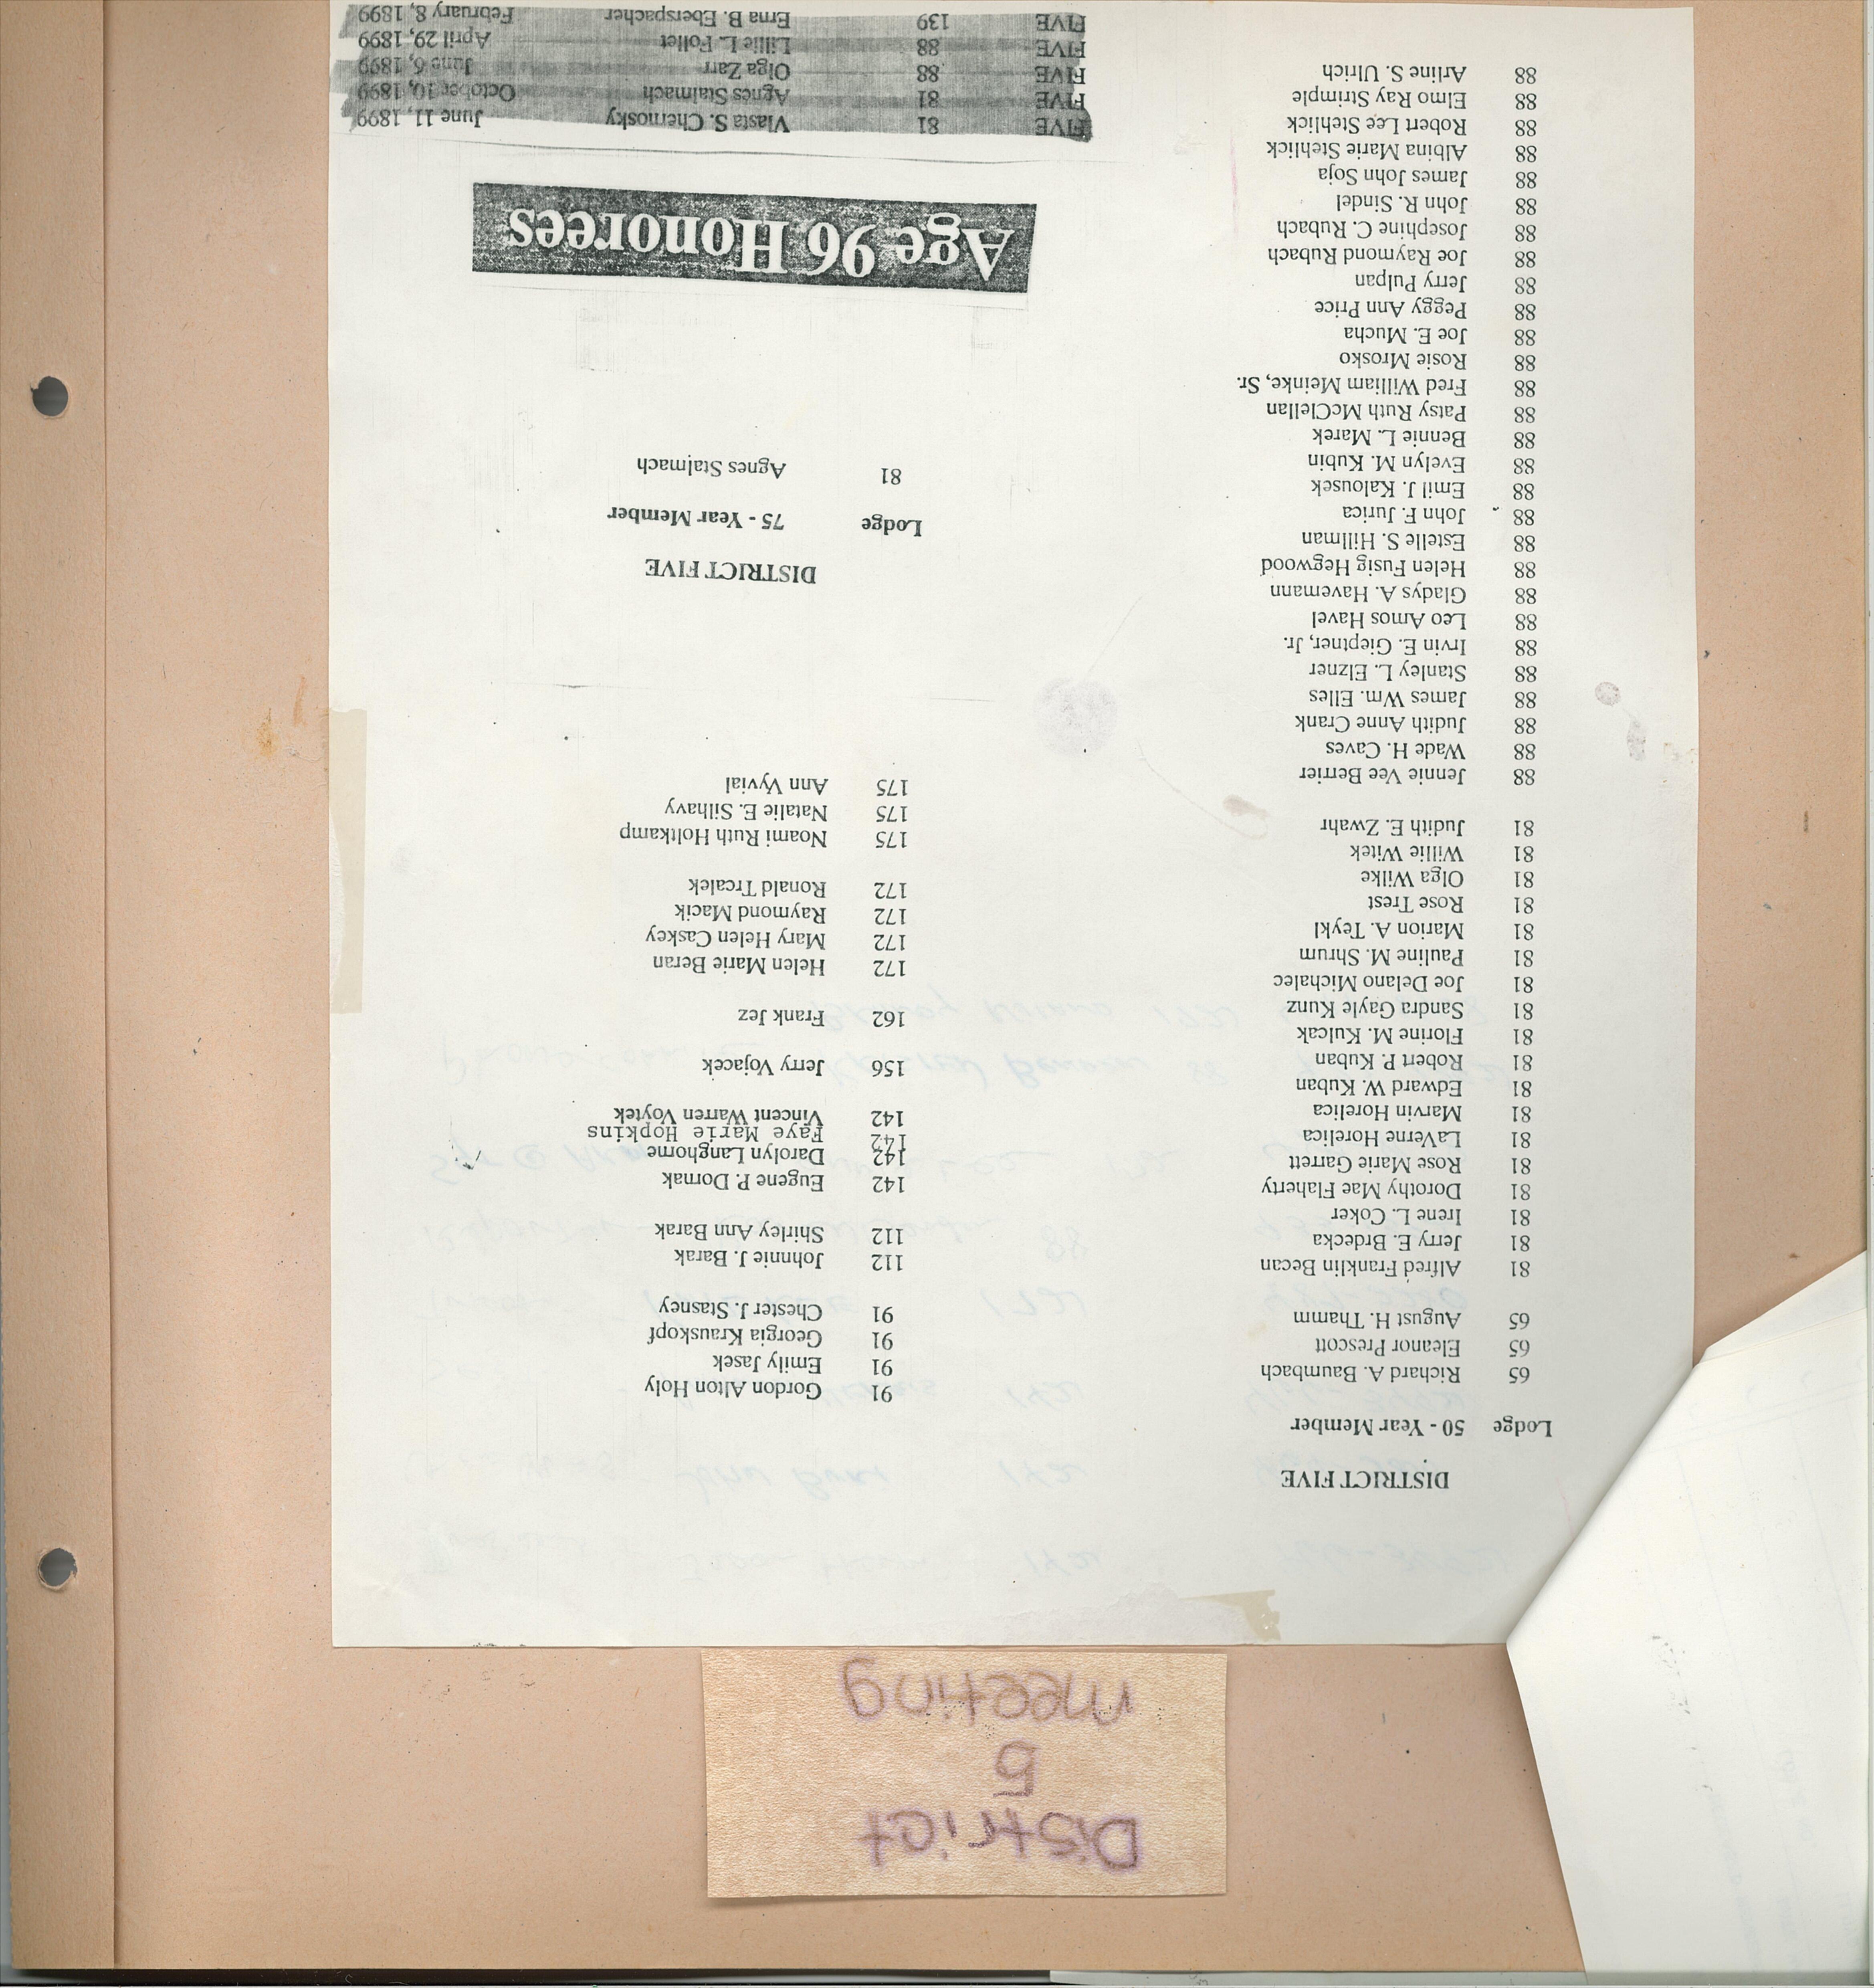 District
5
meeting
DISTRICT FIVE
Lodge 50 - Year Member
65 Richard A. Baumbach
65 Eleanor Prescott
65 August H. Thamm
81 Alfred Franklin Becan
81 Jerry E. Brdecka
81 Irene L. Coker
81 Dorothy Mae Flaherty
81 Rose Marie Garrett
81 LaVerne Horelica
81 Marvin Horelica
81 Edward W. Kuban
81 Robert P. Kuban
81 Florine M. Kulcak
81 Sandra Gayle Kunz
81 Joe Delano Michalec
81 Pauline M. Shrum
81 Marion A. Teykl
81 Rose Trest
81 Olga Wilke
81 Willie Witek
81 Judith E. Zwahr
88 Jennie Vee Berrier
88 Wade H. Caves
88 Judith Anne Crank
88 James Wm. Elles
88 Stanley L. Elzner
88 Irvin E. Gieptner, Jr.
88 Leo Amos Havel
88 Gladys A. Havemann
88 Helen Fusig Hegwood
88 Estelle S. Hillman
88 John F. Jurica
88 Emil J. Kalousek
88 Evelyn M. Kubin
88 Bennie L. Marek
88 Patsy Ruth McClellan
88 Fred William Meinke, Sr.
88 Rosie Mrosko
88 Joe E. Mucha
88 Peggy Ann Price
88 Jerry Pulpan
88 Joe Raymond Rubach
88 Josephine C. Rubach
88 John R. Sindel
88 James John Soja
88 Albina Marie Stehlick
88 Robert Lee Stehlick
88 Elmo Ray Strimple
88 Arline S. Ulrich
91 Gordon Alton Holy
91 Emily Jasek
91 Georgia Krauskopf
91 Chester J. Stasney
112 Johnnie J. Barak
112 Shirley Ann Barak
142 Eugene P. Dornak
142 Darolyn Langhorne
142 Faye Marie Hopkins
142 Vincent Warren Voytek
156 Jerry Vojacek
162 Frank Jez
172 Helen Marie Beran
172 Mary Helen Caskey
172 Raymond Macik
172 Ronald Trcalek
175 Noami Ruth Holtkamp
175 Natalie E. Silhavy
175 Ann Vyvial
DISTRICT FIVE
Lodge 75 - Year Member
81 Agnes Stalmach
Age 96 Honorees
FIVE 81 Vlasta S. Chernosky June 11, 1899
FIVE 81 Agnes Stalmach October 10, 1899
FIVE 88 Olga Zarr June 6, 1899
FIVE 88 Lillie L. Follet April 29, 1899
FIVE 139 Erna B. Eberspacher February 8, 1899